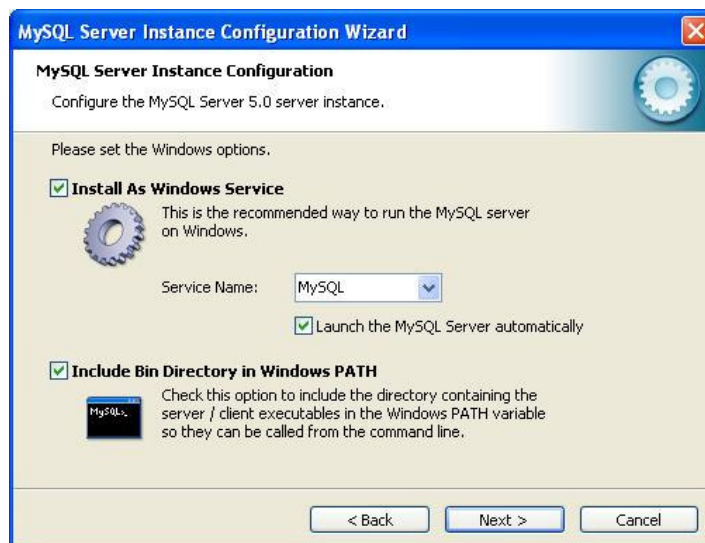 MySQL Server Instance Configuration Wizard
MySQL Server Instance Configuration
Configure the MySQL Server 5.0 server instance.
Please set the Windows options.
Install As Windows Service
This is the recommended way to run the MySQL server
on Windows.
Service Name:
MySQL
Launch the MySQL Server automatically
Include Bin Directory in Windows PATH
MySQL>_
Check this option to include the directory containing the
server / client executables in the Windows PATH variable
so they can be called from the command line.
< Back
Next >
Cancel